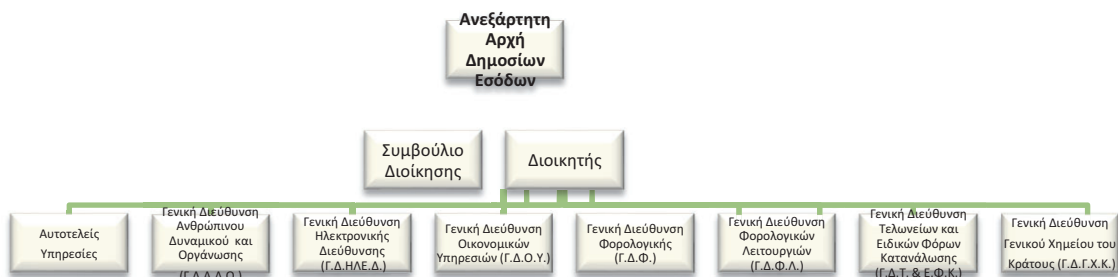 Ανεξάρτητη
Αρχή
Δημοσίων
Εσόδων
Συμβούλιο
Διοίκησης
Διοικητής
Αυτοτελείς
Υπηρεσίες
Γενική Διεύθυνση
Ανθρώπινου
Δυναμικού και
Οργάνωσης
Γενική Διεύθυνση
Ηλεκτρονικής
Διεύθυνσης
(Γ.Δ.ΗΛΕ.Δ.)
Γενική Διεύθυνση
Οικονομικών
Υπηρεσιών (Γ.Δ.Ο.Υ.)
Γενική Διεύθυνση
Φορολογικής
(Γ.Δ.Φ.)
Γενική Διεύθυνση
Φορολογικών
Λειτουργιών
(Γ.Δ.Φ.Λ.)
Γενική Διεύθυνση
Τελωνείων και
Ειδικών Φόρων
Κατανάλωσης
(Γ.Δ.Τ. & Ε.Φ.Κ.)
Γενική Διεύθυνση
Γενικού Χημείου του
Κράτους (Γ.Δ.Γ.Χ.Κ.)